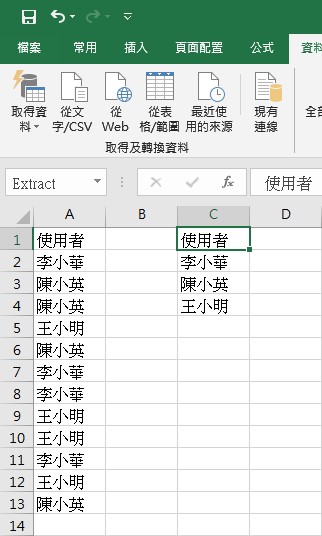 檔案 常用 插入 頁面配置 公式
取得資料 從文字/CSV 從Web 從表格/範圍 最近使用的來源 現有連線
取得及轉換資料
Extract fx 使用者
A B C D
1 使用者 使用者
2 李小華 李小華
3 陳小英 陳小英
4 陳小英 王小明
5 王小明
6 陳小英
7 李小華
8 李小華
9 王小明
10 王小明
11 李小華
12 王小明
13 陳小英
14